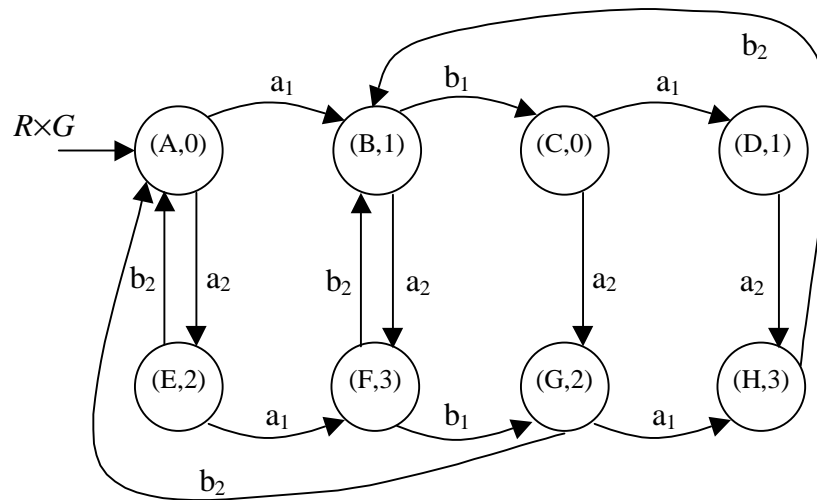 b₂
a₁ b₁ a₁
R×G
(A,0) (B,1) (C,0) (D,1)
b₂ a₂ b₂ a₂ a₂ a₂
(E,2) (F,3) (G,2) (H,3)
a₁ b₁ a₁
b₂